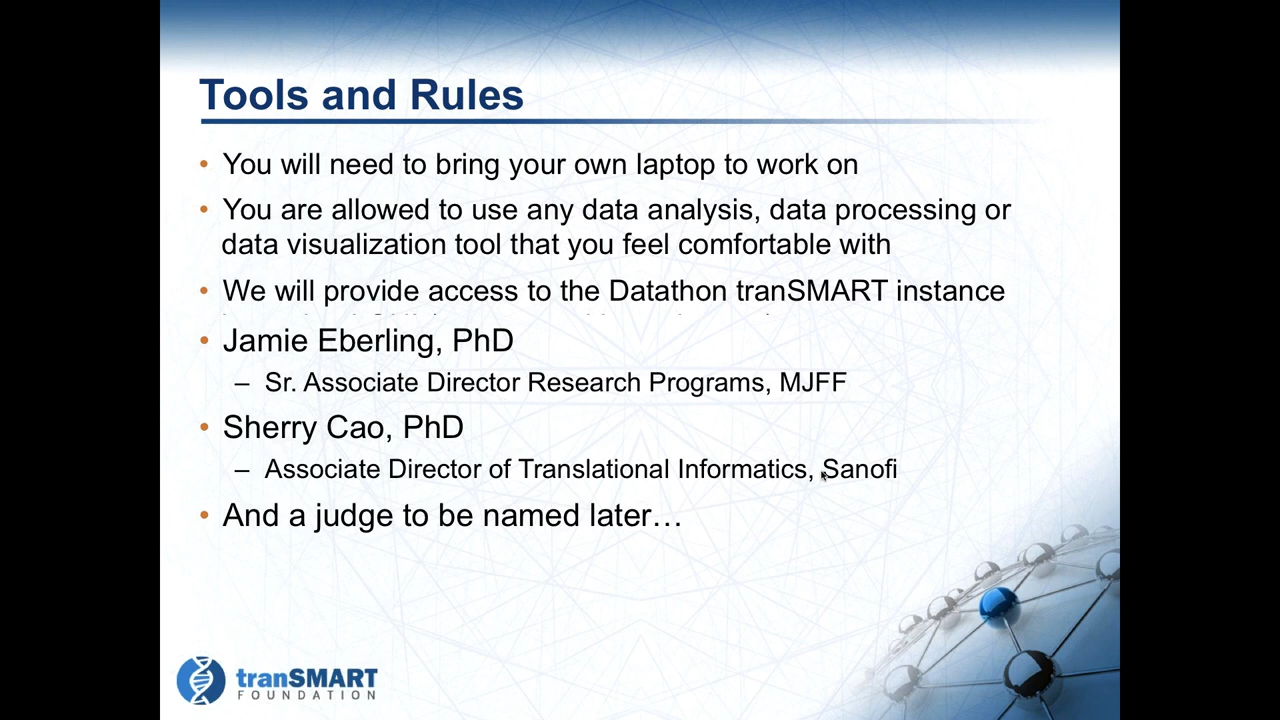 Tools and Rules
• You will need to bring your own laptop to work on
• You are allowed to use any data analysis, data processing or
data visualization tool that you feel comfortable with
• We will provide access to the Datathon tranSMART instance
• Jamie Eberling, PhD
– Sr. Associate Director Research Programs, MJFF
• Sherry Cao, PhD
– Associate Director of Translational Informatics, Sanofi
• And a judge to be named later…
tranSMART
FOUNDATION